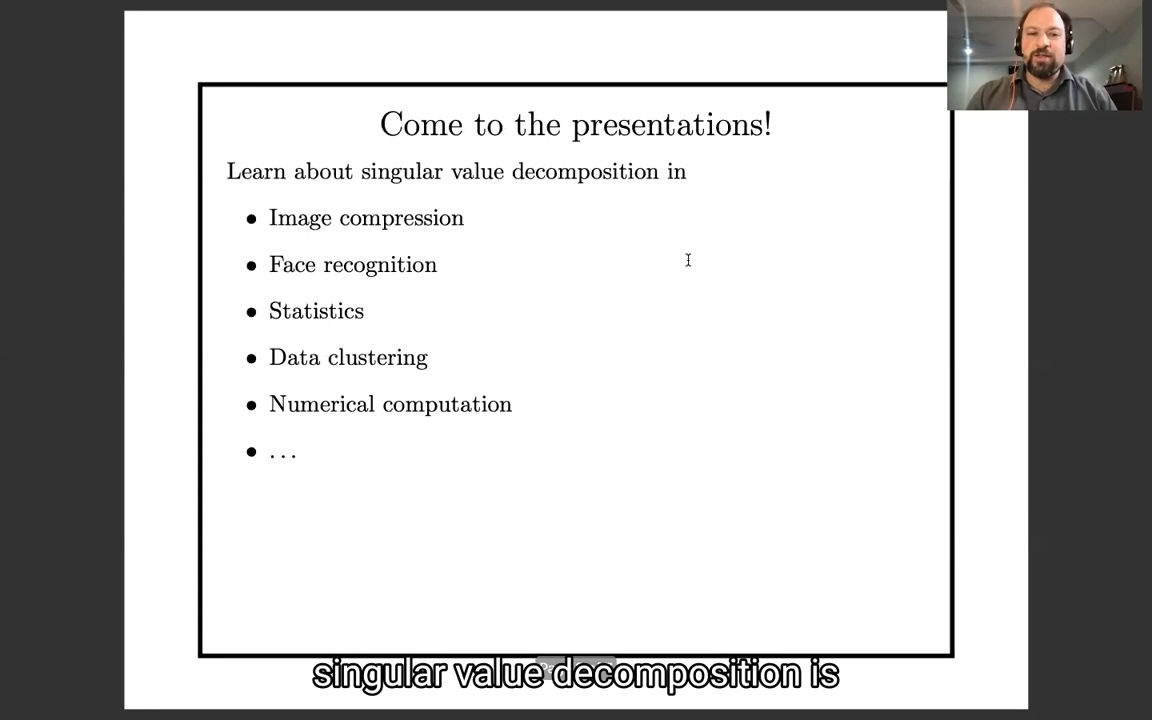 Come to the presentations!
Learn about singular value decomposition in
• Image compression
• Face recognition
• Statistics
• Data clustering
• Numerical computation
• . . .
singular value decomposition is